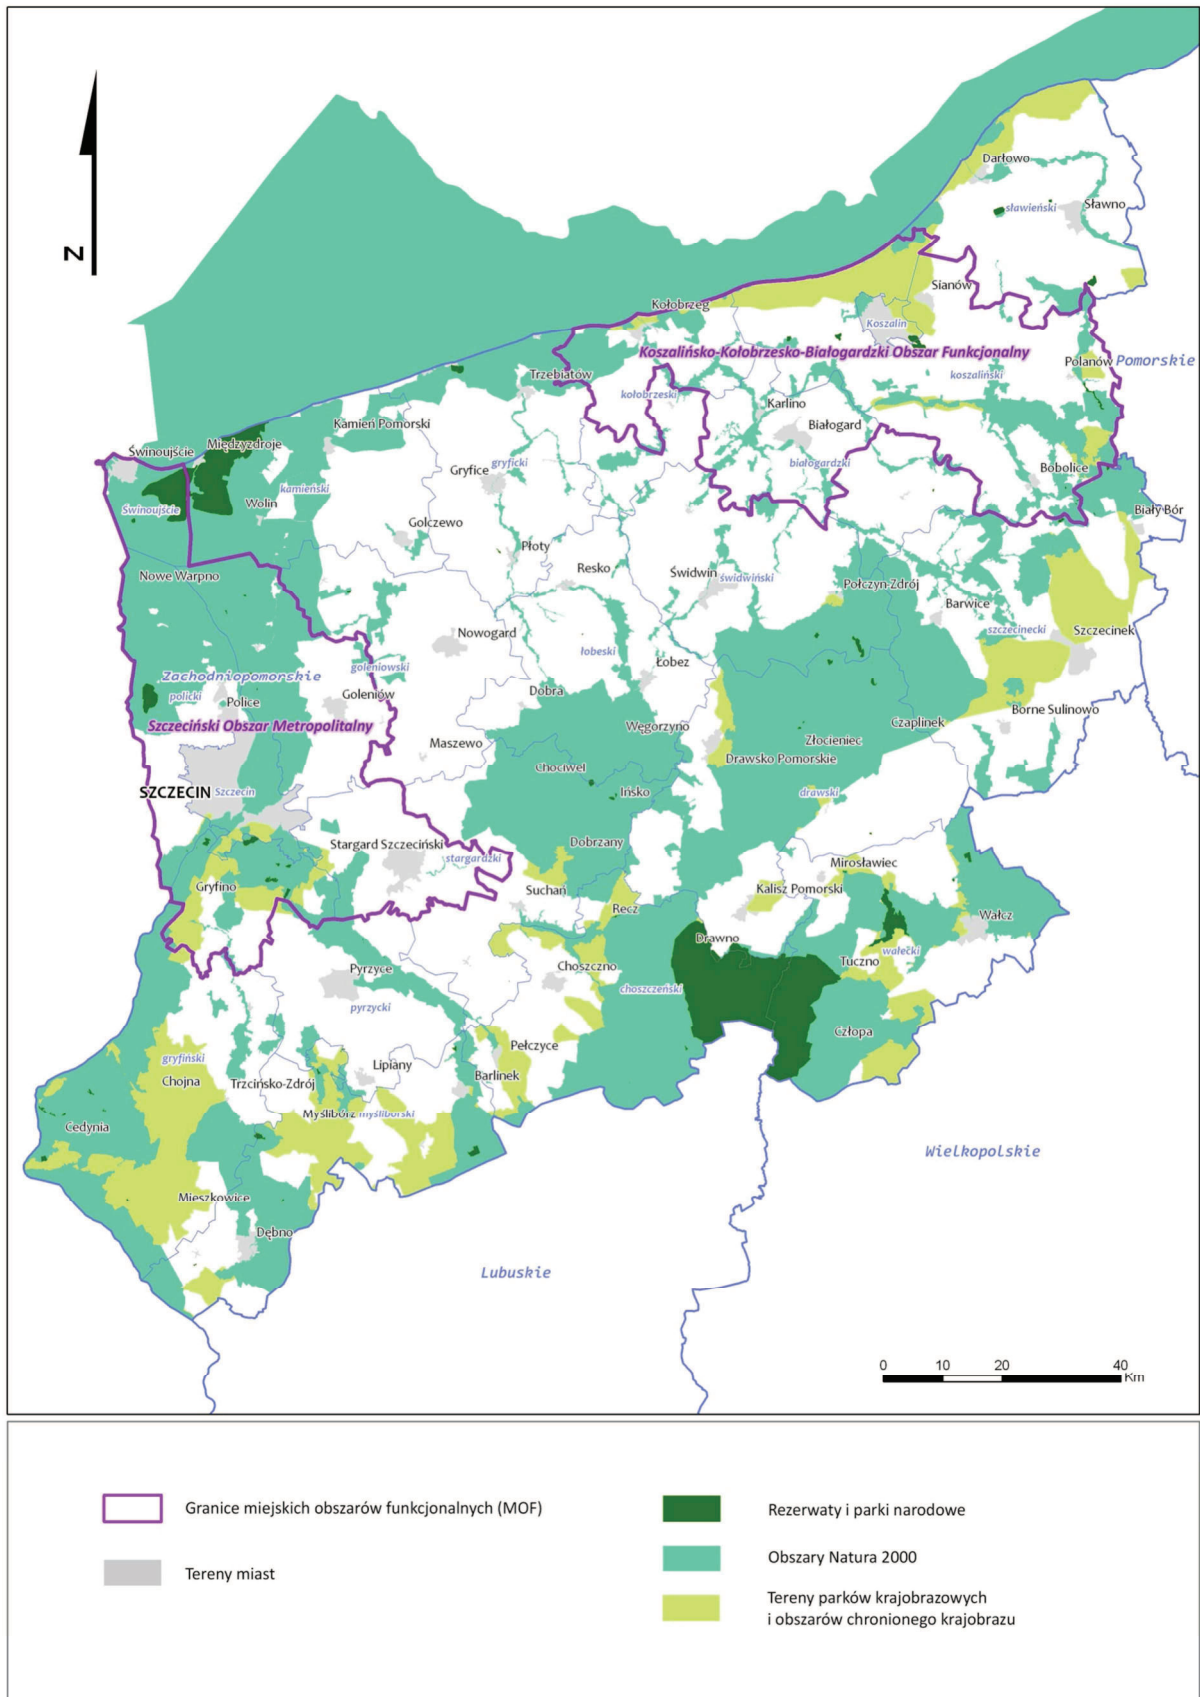 Darłowo
Sławno
sławieński
N
Sianów
Kołobrzeg
Koszalin
Koszalińsko-Kołobrzesko-Białogardzki Obszar Funkcjonalny
Polanów
Pomorskie
koszaliński
Trzebiatów
kołobrzeski
Karlino
Białogard
Kamień Pomorski
Międzyzdroje
Świnoujście
białogardzki
Bobolice
Gryfice
gryficki
kamieński
Wolin
Świnoujście
Biały Bór
Golczewo
Płoty
Resko
Świdwin
świdwiński
Połczyn-Zdrój
Nowe Warpno
Barwice
szczecinecki
Szczecinek
Nowogard
łobeski
Łobez
goleniowski
Zachodniopomorskie
policki
Police
Goleniów
Dobra
Borne Sulinowo
Czaplinek
Szczeciński Obszar Metropolitalny
Węgorzyno
Złocieniec
Maszewo
Drawsko Pomorskie
Chociwel
SZCZECIN
Szczecin
Ińsko
drawski
Stargard Szczeciński
Dobrzany
stargardzki
Mirosławiec
Gryfino
Suchań
Kalisz Pomorski
Recz
Wałcz
Drawno
wałecki
Tuczno
Pyrzyce
Choszczno
choszczeński
pyrzycki
Człopa
Pełczyce
gryfiński
Chojna
Lipiany
Barlinek
Trzcińsko-Zdrój
Myślibórz
myśliborski
Cedynia
Wielkopolskie
Mieszkowice
Dębno
Lubuskie
0 10 20 40
Km
Granice miejskich obszarów funkcjonalnych (MOF)
Tereny miast
Rezerwaty i parki narodowe
Obszary Natura 2000
Tereny parków krajobrazowych
i obszarów chronionego krajobrazu